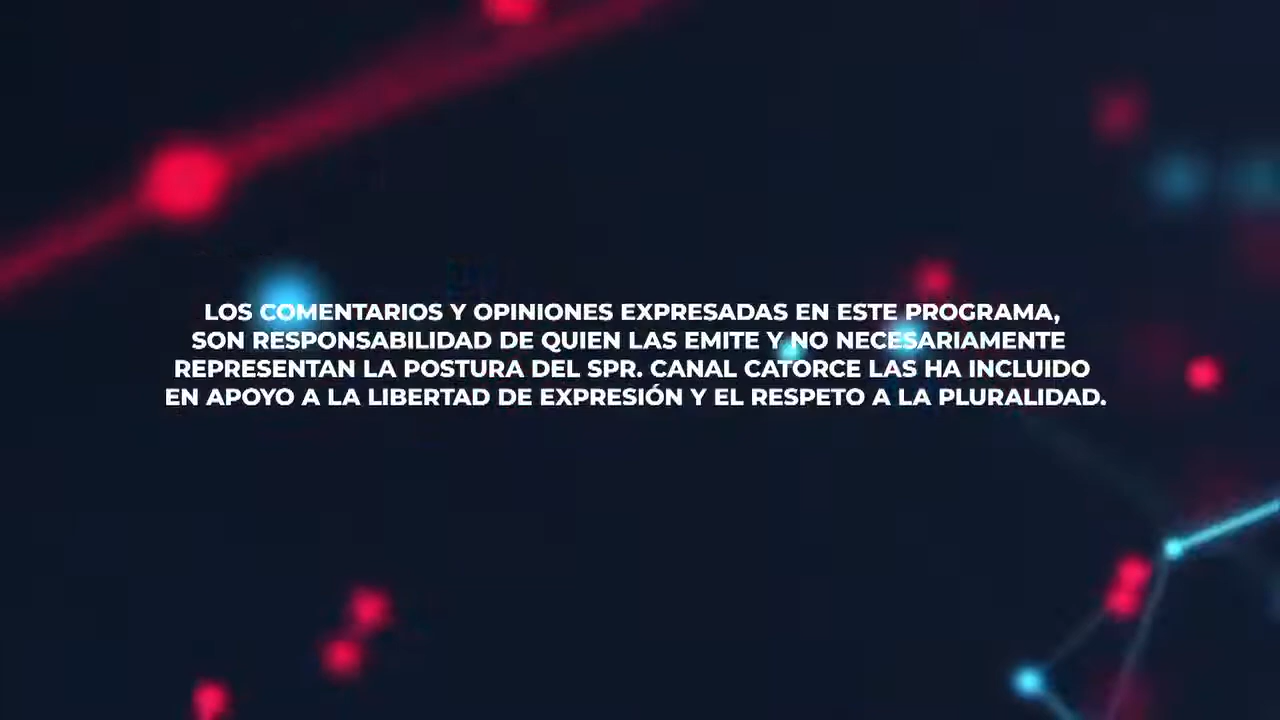 LOS COMENTARIOS Y OPINIONES EXPRESADAS EN ESTE PROGRAMA,
SON RESPONSABILIDAD DE QUIEN LAS EMITE Y NO NECESARIAMENTE
REPRESENTAN LA POSTURA DEL SPR. CANAL CATORCE LAS HA INCLUIDO
EN APOYO A LA LIBERTAD DE EXPRESIÓN Y EL RESPETO A LA PLURALIDAD.